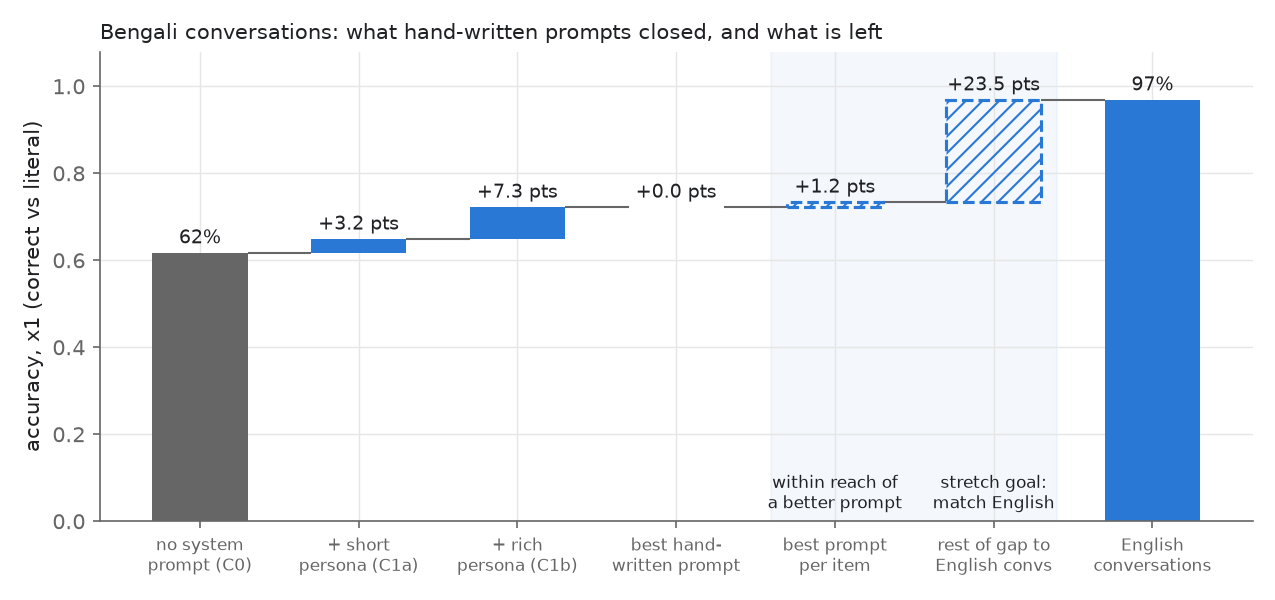 Bengali conversations: what hand-written prompts closed, and what is left
accuracy, x1 (correct vs literal)
1.0
0.8
0.6
0.4
0.2
0.0
62%
+3.2 pts
+7.3 pts
+0.0 pts
+1.2 pts
+23.5 pts
97%
within reach of
a better prompt
stretch goal:
match English
no system
prompt (C0)
+ short
persona (C1a)
+ rich
persona (C1b)
best hand-
written prompt
best prompt
per item
rest of gap to
English convs
English
conversations